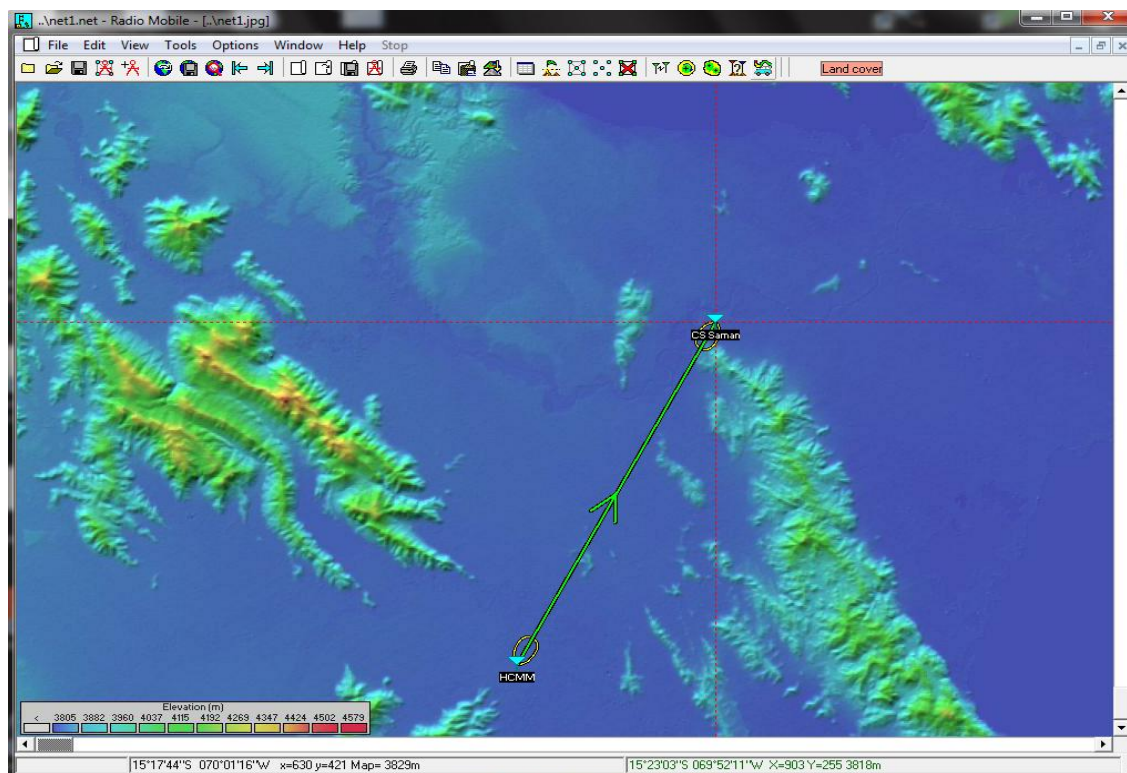 ..\net1.net - Radio Mobile - [..\net1.jpg]
File Edit View Tools Options Window Help Stop
Land cover
CS Saman
HCMM
Elevation (m)
< 3805 3882 3960 4037 4115 4192 4269 4347 4424 4502 4579
15°17'44''S 070°01'16''W x=630 y=421 Map= 3829m
15°23'03''S 069°52'11''W X=903 Y=255 3818m